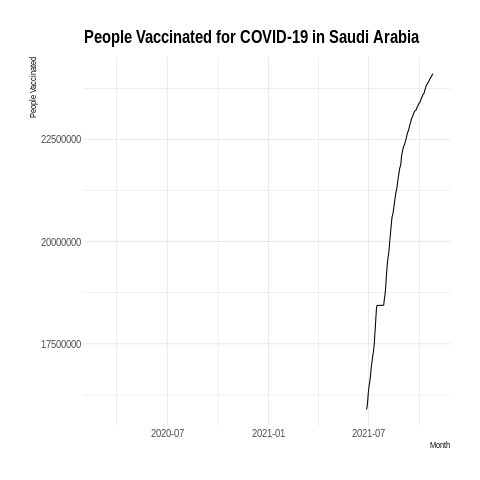 People Vaccinated for COVID-19 in Saudi Arabia
People Vaccinated
22500000
20000000
17500000
2020-07 2021-01 2021-07
Month